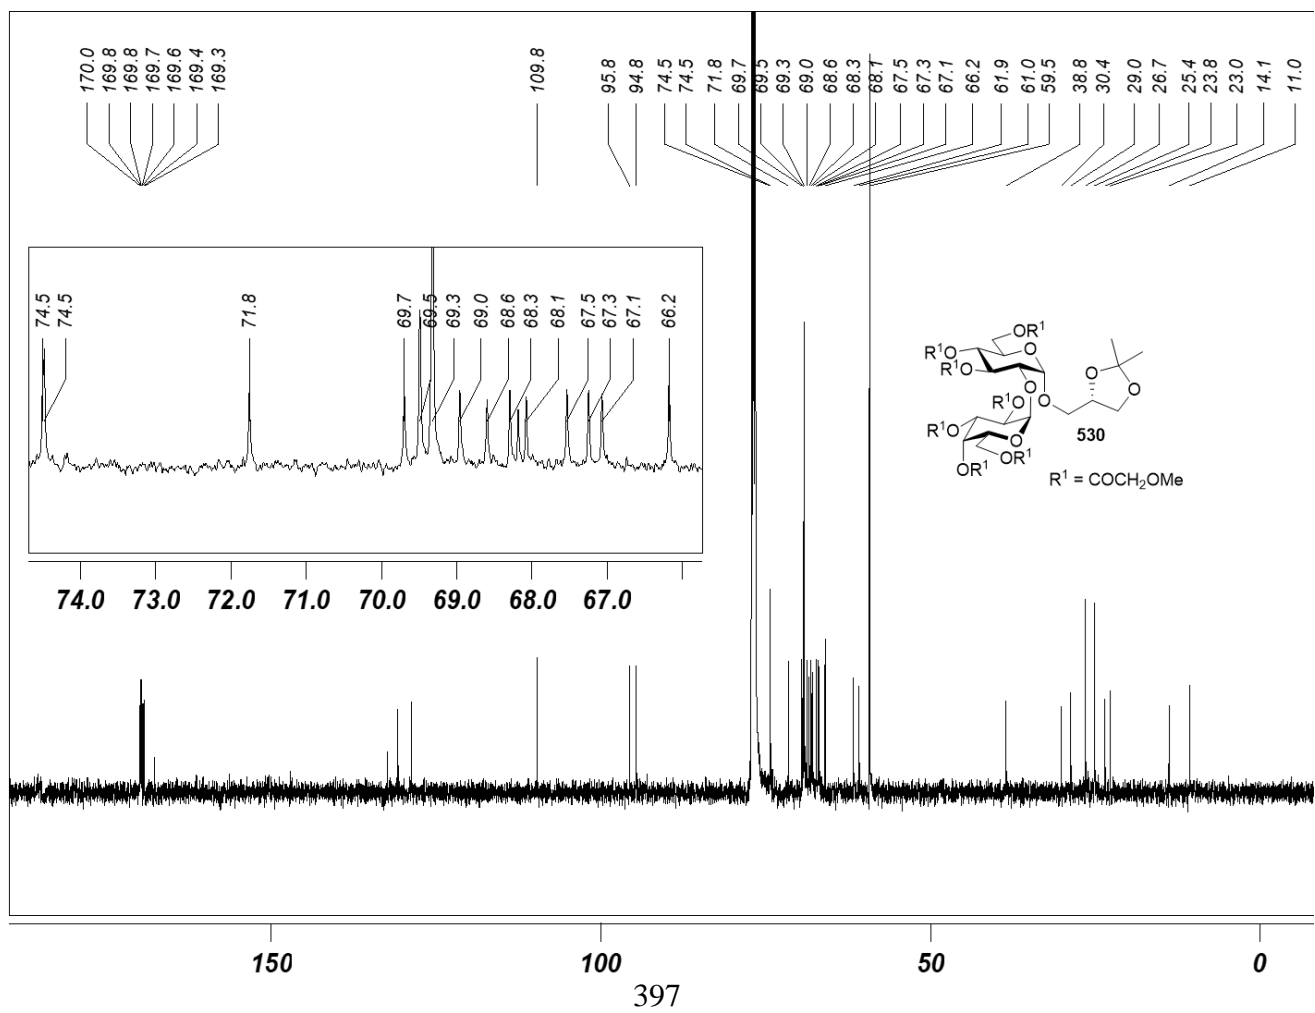 170.0 169.8 169.8 169.7 169.6 169.4 169.3 109.8 95.8 94.8 74.5 74.5 71.8 69.7 69.5 69.3 69.0 68.6 68.3 68.1 67.5 67.3 67.1 66.2 61.9 61.0 59.5 38.8 30.4 29.0 26.7 25.4 23.8 23.0 14.1 11.0
74.5 74.5 71.8 69.7 69.5 69.3 69.0 68.6 68.3 68.1 67.5 67.3 67.1 66.2
74.0 73.0 72.0 71.0 70.0 69.0 68.0 67.0
OR¹
R¹O O
R¹O O
R¹O O O O
R¹O 530
O
OR¹ OR¹
R¹ = COCH₂OMe
150 100 50 0
397